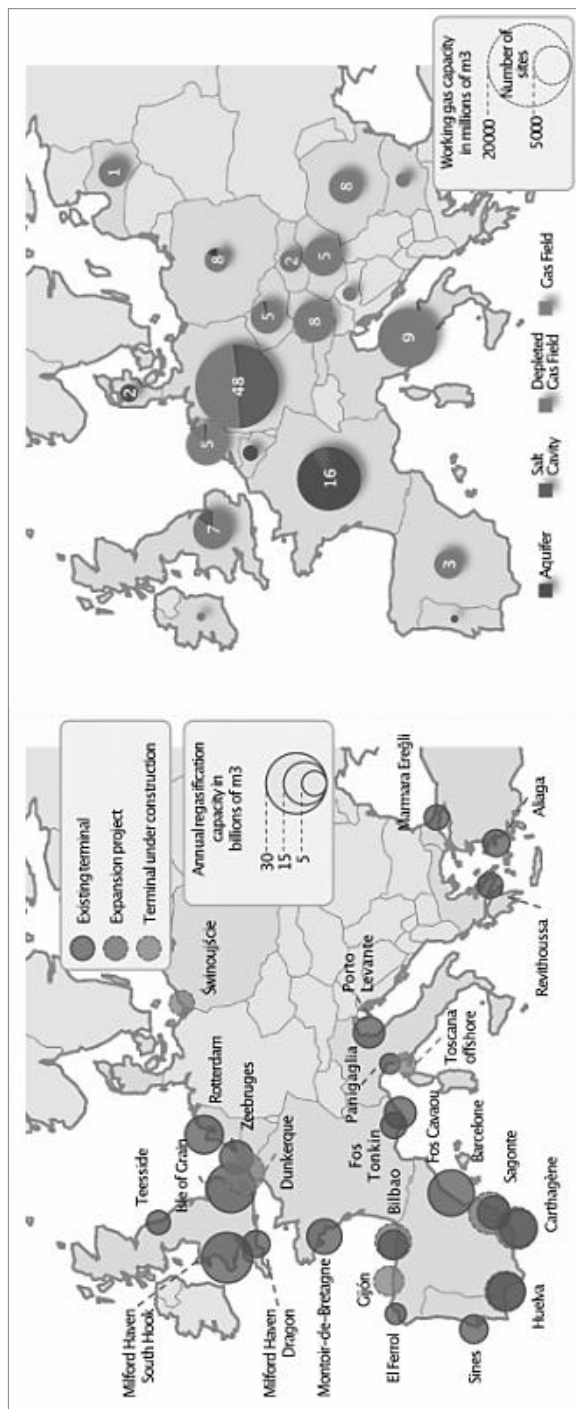 Existing terminal
Expansion project
Terminal under construction
Annual regasification
capacity in
billions of m3
30
15
5
Milford Haven
South Hook
Teesside
Isle of Grain
Rotterdam
Zeebruges
Świnoujście
Milford Haven
Dragon
Dunkerque
Montoir-de-Bretagne
Fos
Tonkin
Panigaglia
Porto
Levante
Marmara Ereğli
El Ferrol
Gijón
Bilbao
Fos Cavaou
Toscana
offshore
Barcelone
Sagonte
Sines
Huelva
Carthagène
Revithoussa
Aliaga
2
1
7
5
48
8
5
2
16
8
5
8
3
9
Aquifer
Salt
Cavity
Depleted
Gas Field
Gas Field
Working gas capacity
in millions of m3
20000
Number of
sites
5000